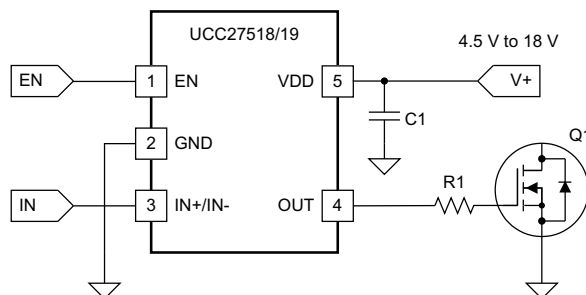 UCC27518/19
4.5 V to 18 V
EN 1 EN VDD 5 V+
C1
2 GND
Q1
R1
IN 3 IN+/IN- OUT 4